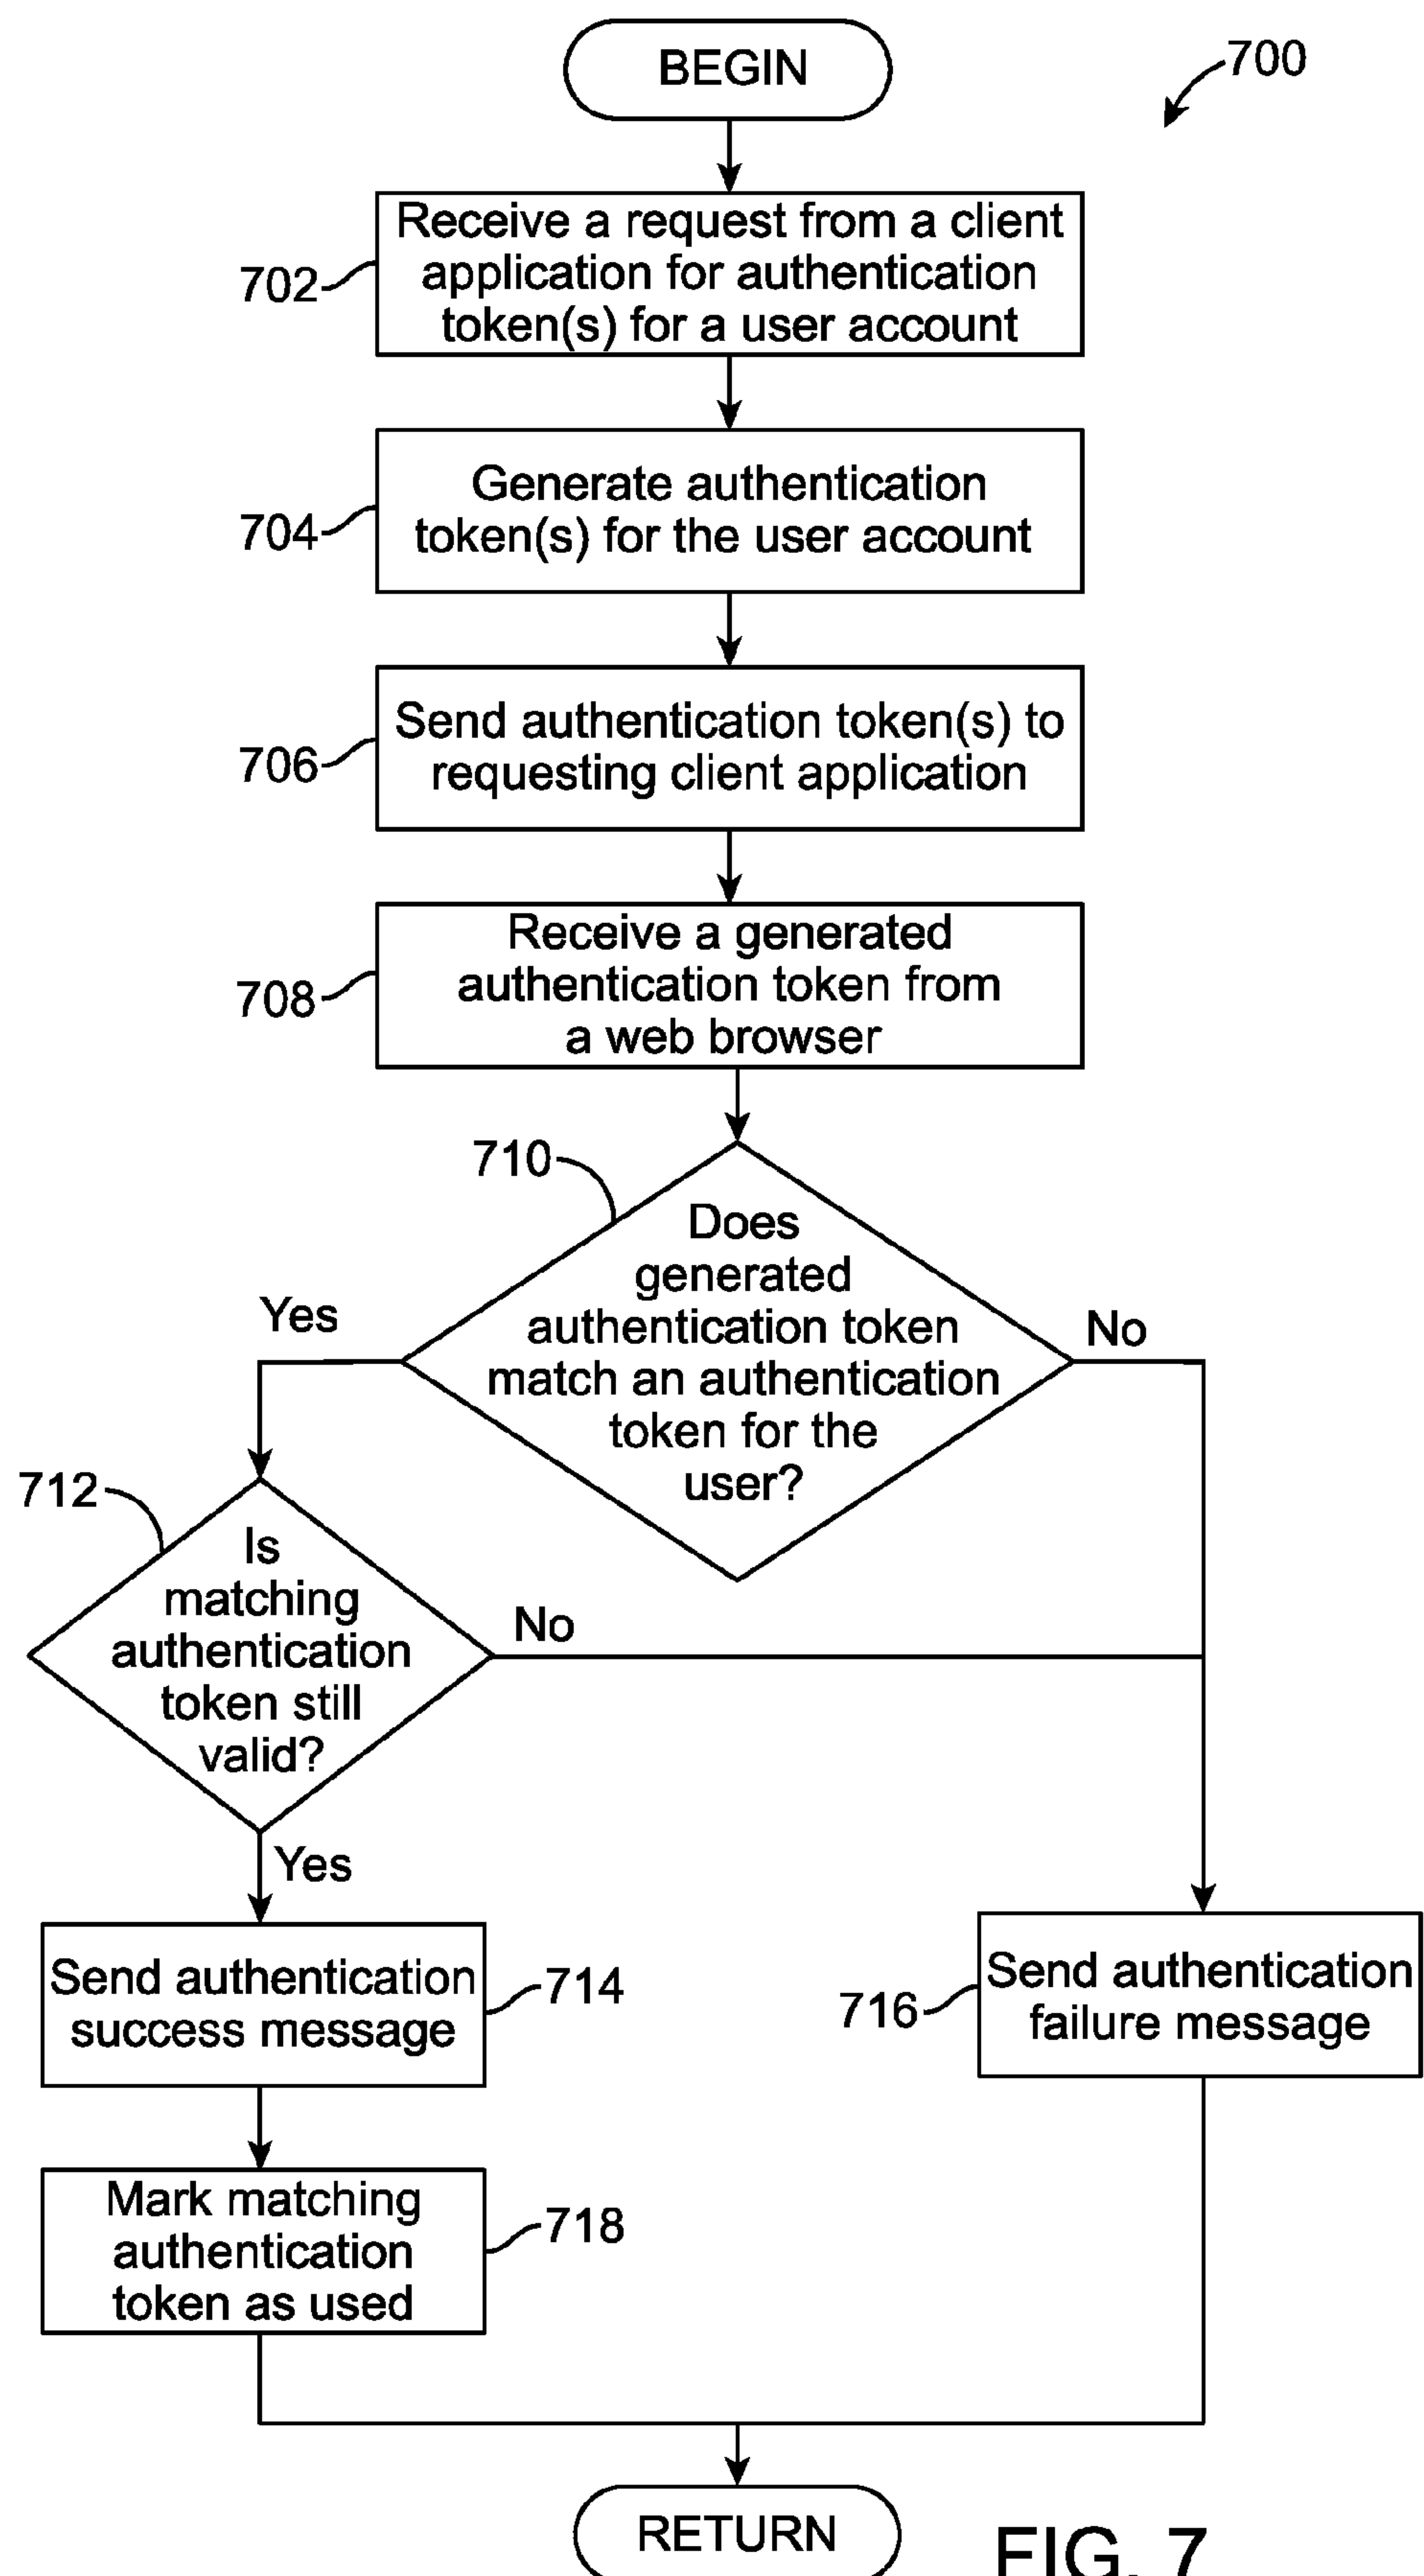 BEGIN
700
Receive a request from a client
application for authentication
token(s) for a user account
702
Generate authentication
token(s) for the user account
704
Send authentication token(s) to
requesting client application
706
Receive a generated
authentication token from
a web browser
708
710
Does
generated
authentication token
match an authentication
token for the
user?
Yes
No
712
Is
matching
authentication
token still
valid?
No
Yes
Send authentication
success message
714
716
Send authentication
failure message
Mark matching
authentication
token as used
718
RETURN
FIG. 7